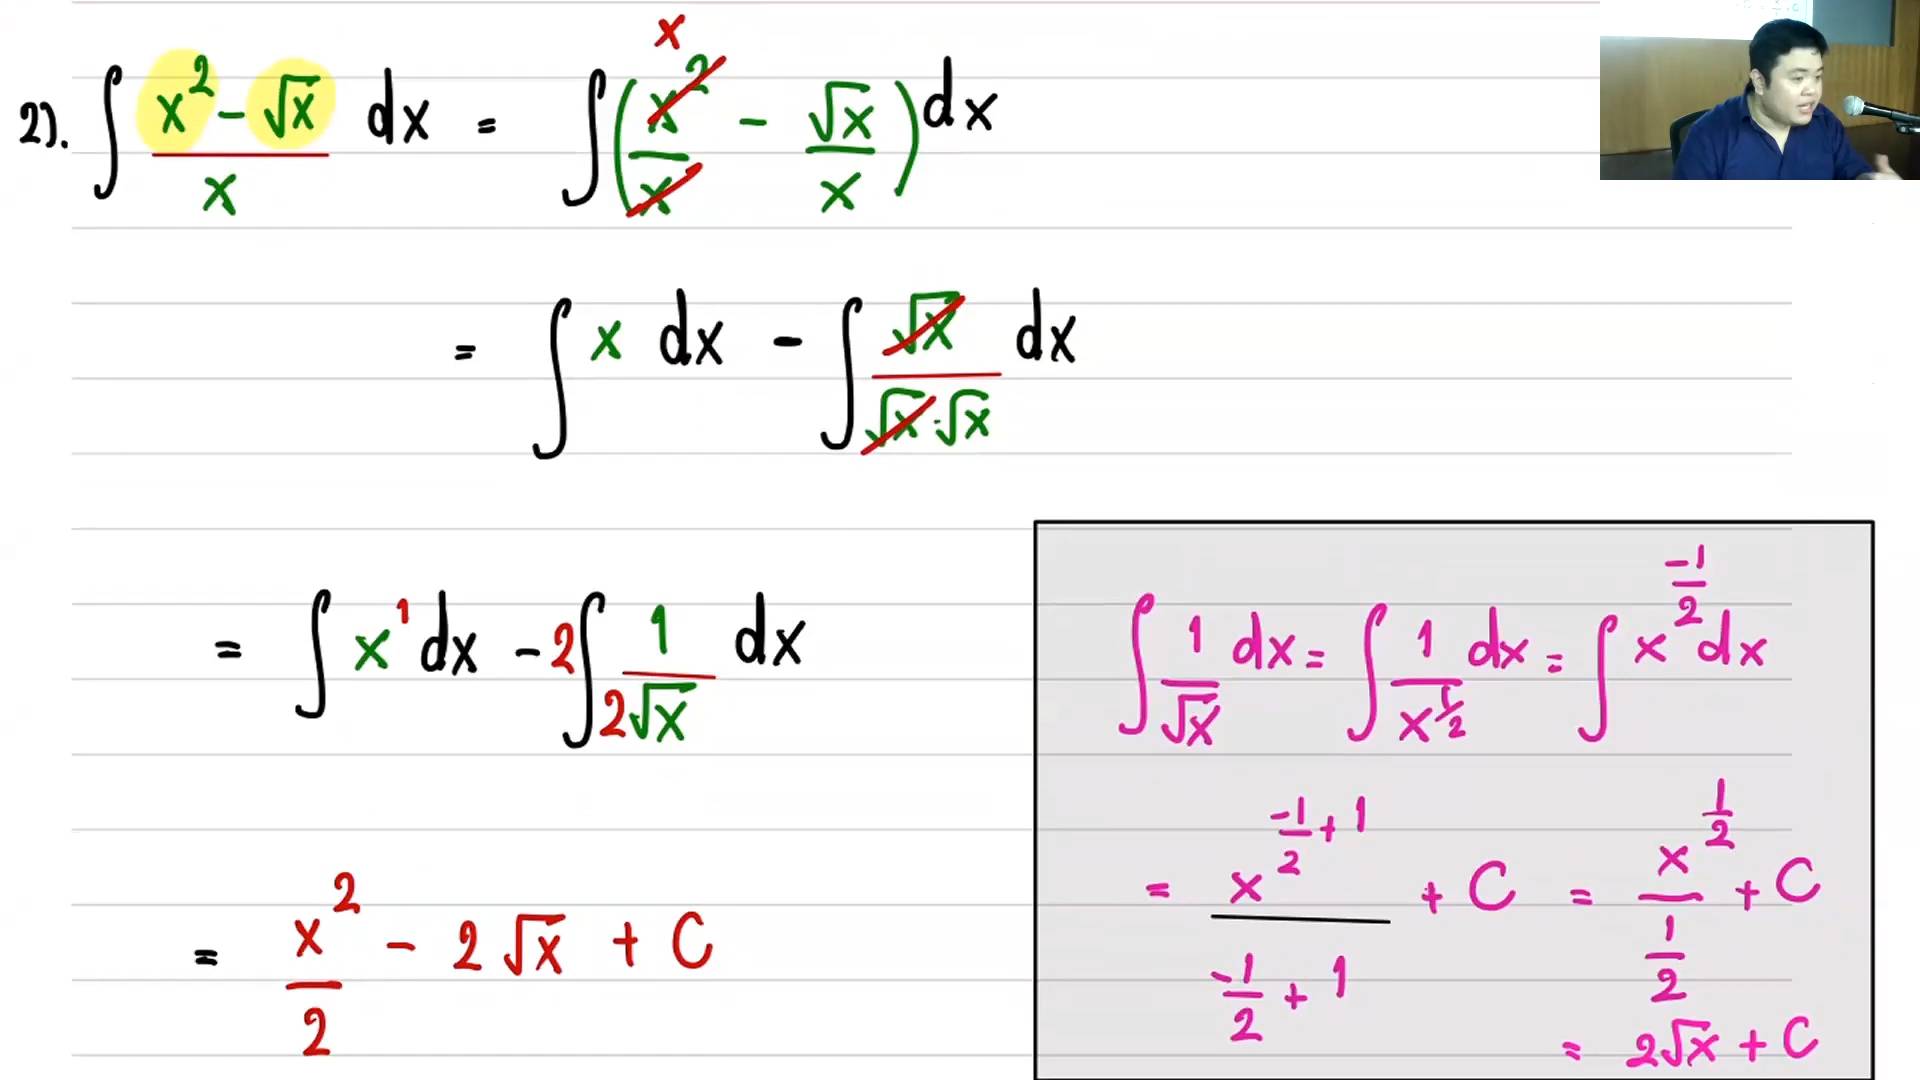 2). ∫ (x² - √x)/x dx = ∫ (x x²/x - √x/x) dx
= ∫ x dx - ∫ √x/(√x·√x) dx
= ∫ x¹ dx - 2∫ 1/(2√x) dx
= x²/2 - 2√x + C
∫ 1/√x dx = ∫ 1/x^(1/2) dx = ∫ x^(-1/2) dx
= x^(-1/2 + 1)/(-1/2 + 1) + C = x^(1/2)/(1/2) + C
= 2√x + C